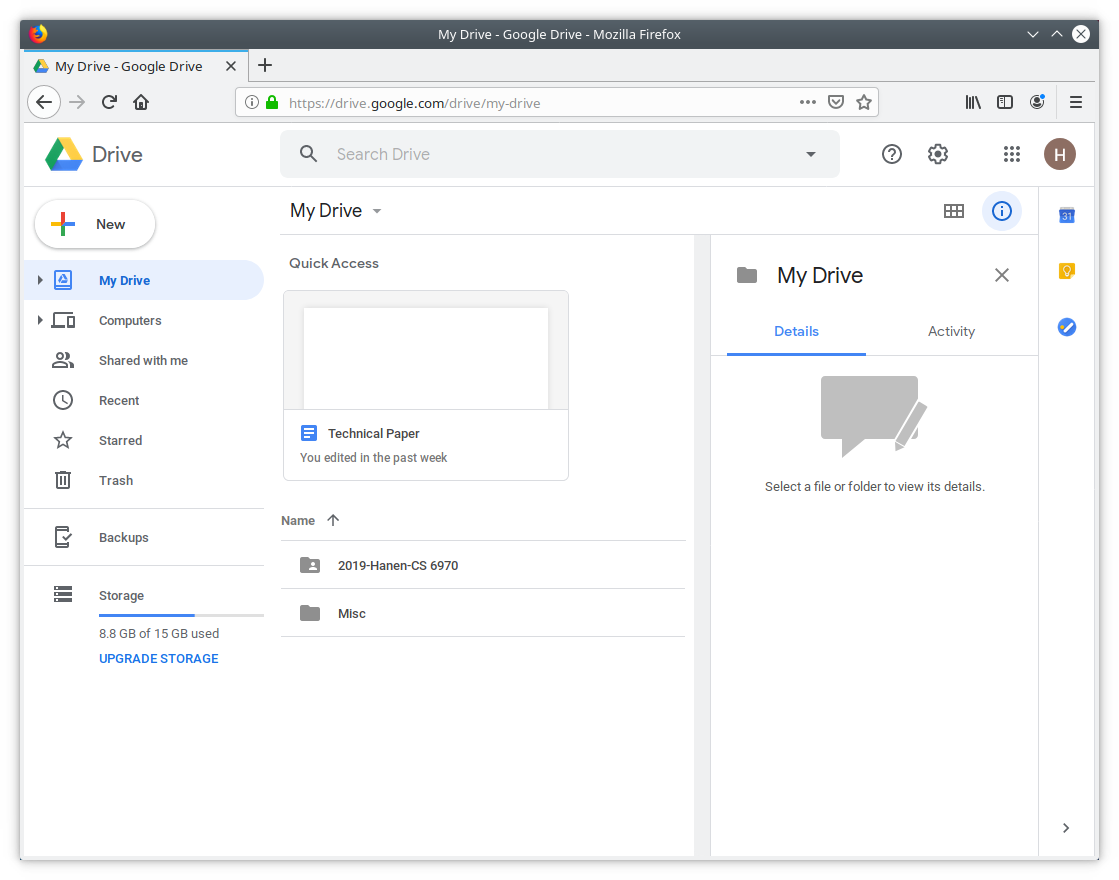 My Drive - Google Drive - Mozilla Firefox
My Drive - Google Drive
https://drive.google.com/drive/my-drive
Drive
Search Drive
H
New
My Drive
31
My Drive
Computers
Shared with me
Recent
Starred
Trash
Backups
Storage
8.8 GB of 15 GB used
UPGRADE STORAGE
Quick Access
Technical Paper
You edited in the past week
Name
2019-Hanen-CS 6970
Misc
My Drive
Details Activity
Select a file or folder to view its details.